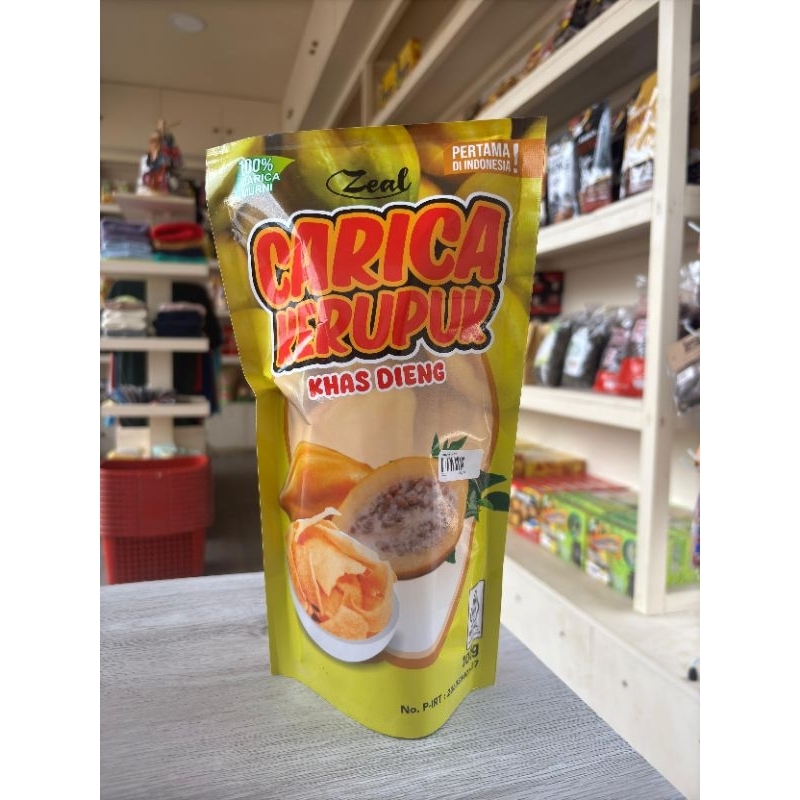 100%
CARICA
MURNI
Zeal
PERTAMA
DI INDONESIA!
CARICA
KERUPUK
KHAS DIENG
No. P-IRT :